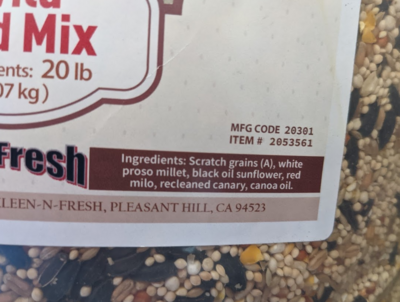 d Mix
ents: 20 lb
07 kg)
MFG CODE 20301
ITEM # 2053561
Fresh
Ingredients: Scratch grains (A), white
proso millet, black oil sunflower, red
milo, recleaned canary, canoa oil.
LEEN-N-FRESH, PLEASANT HILL, CA 94523